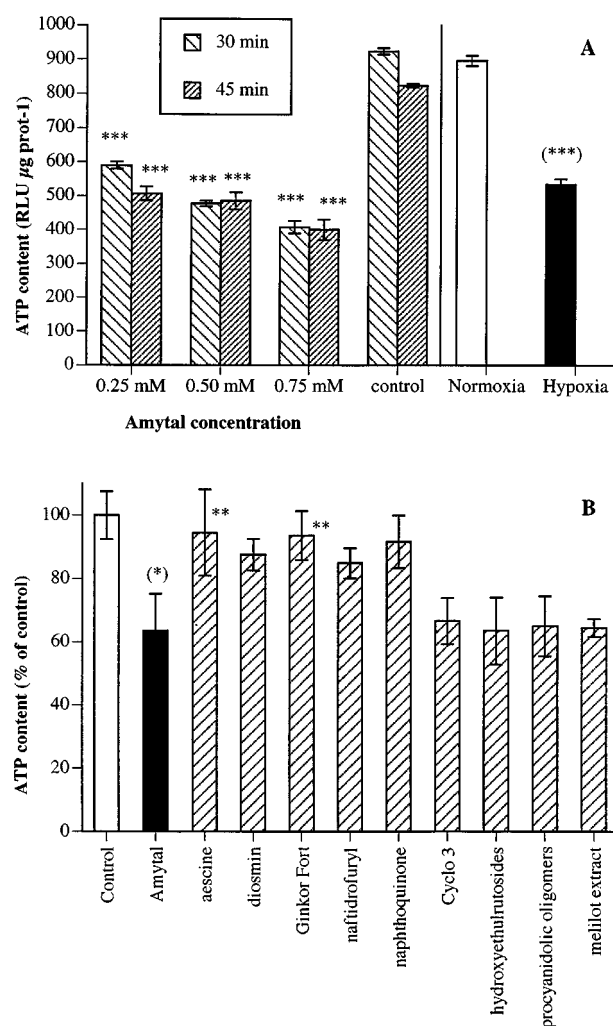 1000
A
900
800
700
600
500
400
300
200
100
0
ATP content (RLU µg prot-1)
30 min
45 min
*** *** *** *** *** *** (***)
0.25 mM 0.50 mM 0.75 mM control Normoxia Hypoxia
Amytal concentration
B
100
80
60
40
20
0
ATP content (% of control)
(*) ** **
Control
Amytal
aescine
diosmin
Ginkor Fort
naftidrofuryl
naphthoquinone
Cyclo 3
hydroxyethulrutosides
procyanidolic oligomers
melilot extract